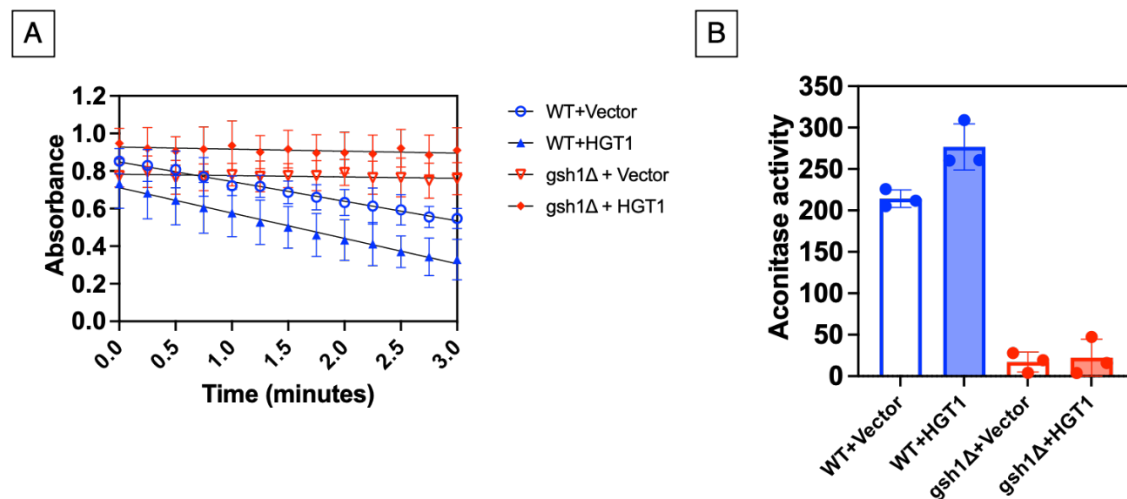 A
Absorbance
1.2
1.0
0.8
0.6
0.4
0.2
0.0
0.0
0.5
1.0
1.5
2.0
2.5
3.0
Time (minutes)
WT+Vector
WT+HGT1
gsh1Δ + Vector
gsh1Δ + HGT1
B
Aconitase activity
350
300
250
200
150
100
50
0
WT+Vector
WT+HGT1
gsh1Δ+Vector
gsh1Δ+HGT1